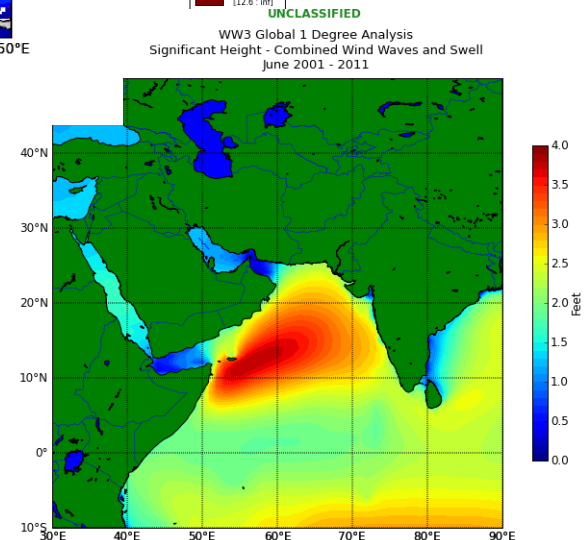 [12.6 : inf]
UNCLASSIFIED
50°E
WW3 Global 1 Degree Analysis
Significant Height - Combined Wind Waves and Swell
June 2001 - 2011
40°N
30°N
20°N
10°N
0°
10°S
30°E 40°E 50°E 60°E 70°E 80°E 90°E
4.0
3.5
3.0
2.5
2.0
1.5
1.0
0.5
0.0
Feet